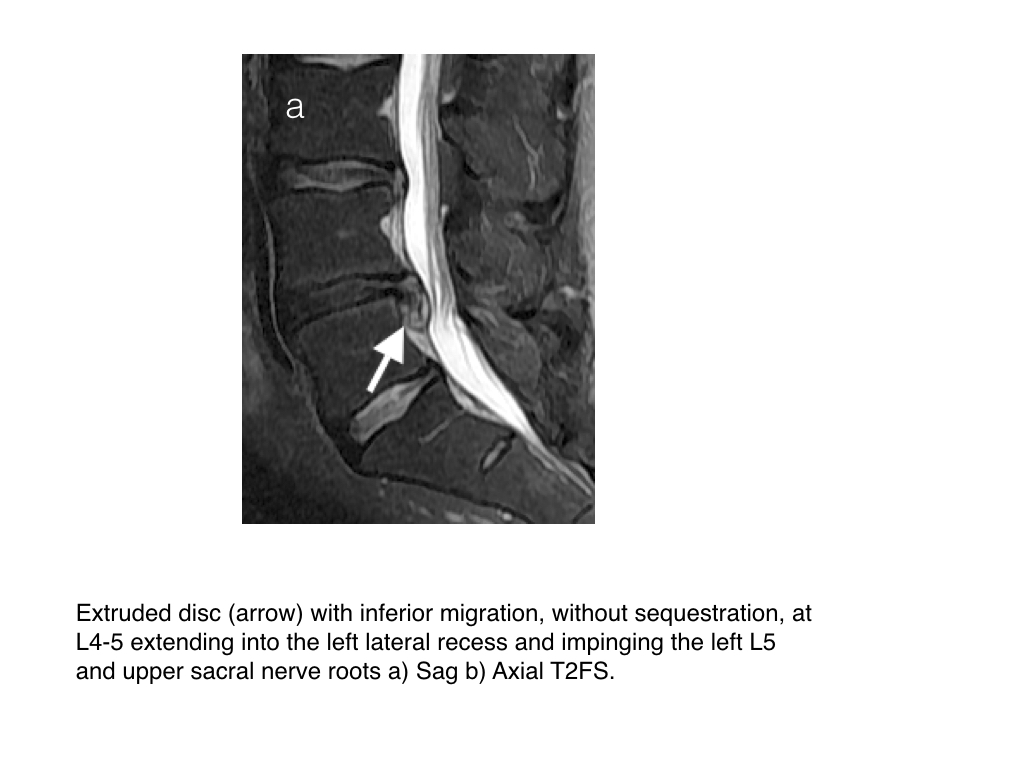 a
Extruded disc (arrow) with inferior migration, without sequestration, at
L4-5 extending into the left lateral recess and impinging the left L5
and upper sacral nerve roots a) Sag b) Axial T2FS.